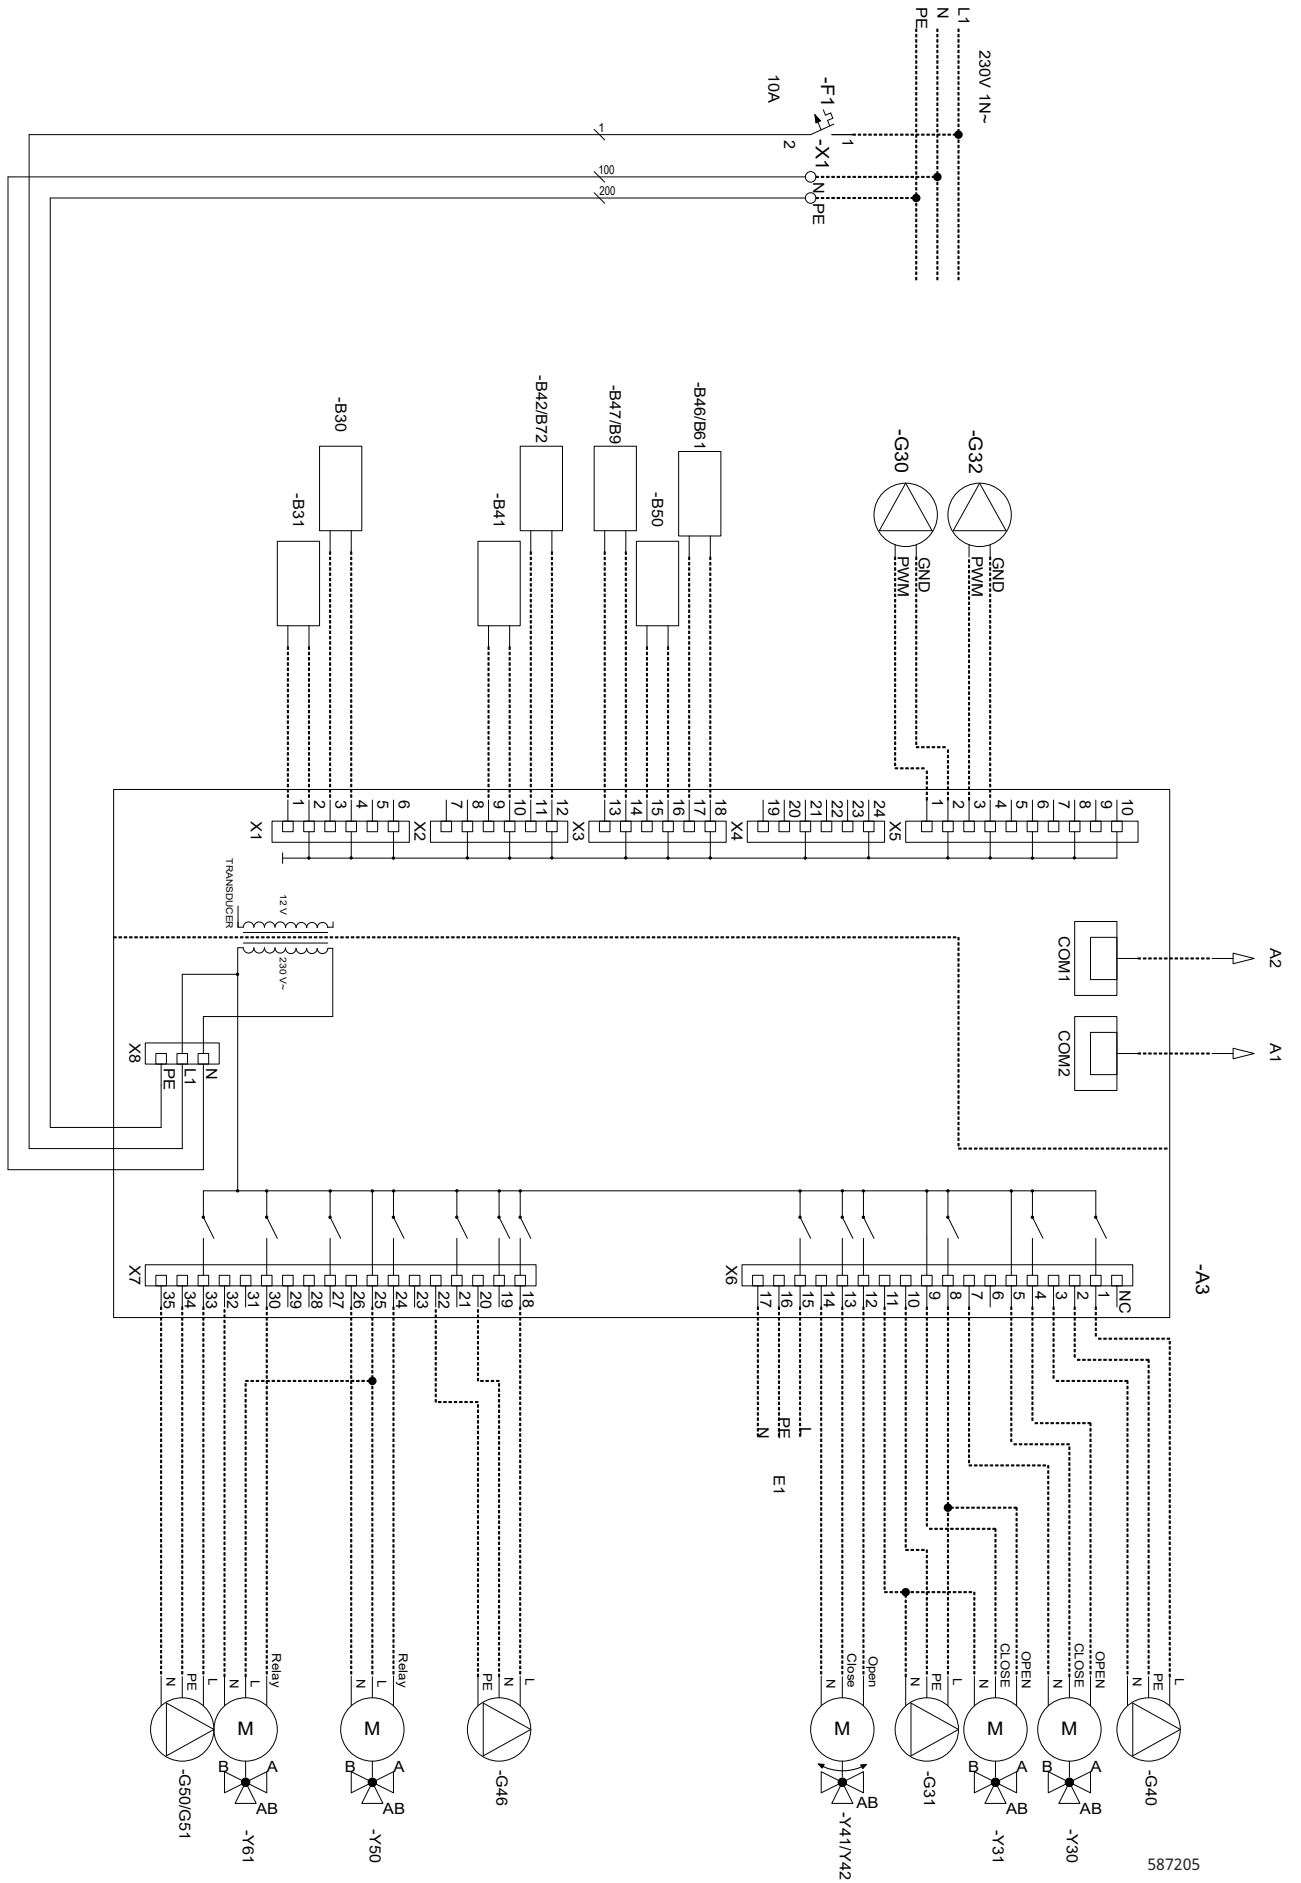 L1
N
PE
230V 1N~
-F1
10A
1
2
-X1
N
PE
1
100
200
-G32
-G30
GND
PWM
GND
PWM
-B46/B61
-B50
-B47/B9
-B42/B72
-B41
-B30
-B31
10
9
8
7
6
5
4
3
2
1
X5
24
23
22
21
20
19
X4
18
17
16
15
14
13
X3
12
11
10
9
8
7
X2
6
5
4
3
2
1
X1
A2
COM1
A1
COM2
TRANSDUCER
12 V
230 V~
X8
N
L1
PE
-A3
X6
NC
1
2
3
4
5
6
7
8
9
10
11
12
13
14
15
16
17
X7
18
19
20
21
22
23
24
25
26
27
28
29
30
31
32
33
34
35
L
PE
N
E1
L
PE
N
-G40
OPEN
CLOSE
N
M
A
B
AB
-Y30
OPEN
CLOSE
N
M
A
B
AB
-Y31
L
PE
N
-G31
Open
Close
N
M
AB
-Y41/Y42
L
N
PE
-G46
Relay
L
N
M
A
B
AB
-Y50
Relay
L
N
M
A
B
AB
-Y61
L
PE
N
-G50/G51
587205